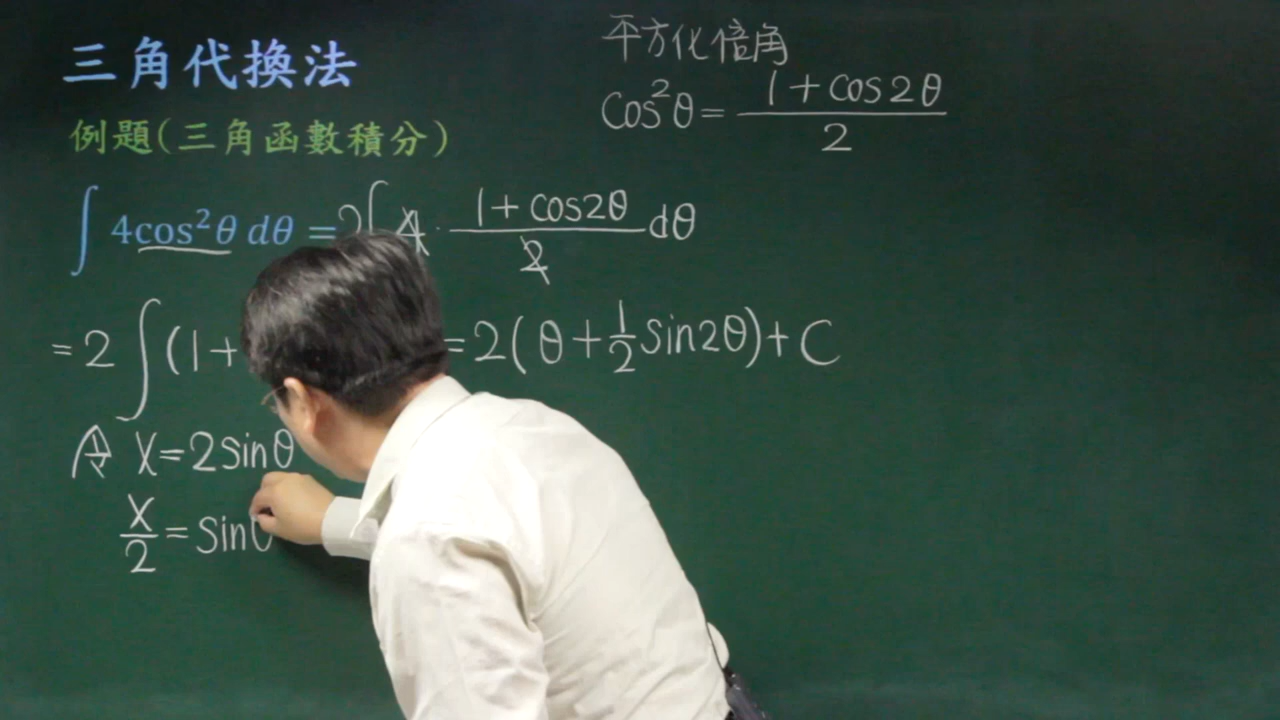 三角代換法
平方化倍角
cos²θ = (1 + cos2θ)/2
例題(三角函數積分)
∫ 4cos²θ dθ = 2∫ 4 · (1 + cos2θ)/2 dθ
= 2 ∫ (1+ = 2(θ + 1/2 sin2θ) + C
令 x = 2sinθ
x/2 = sinθ